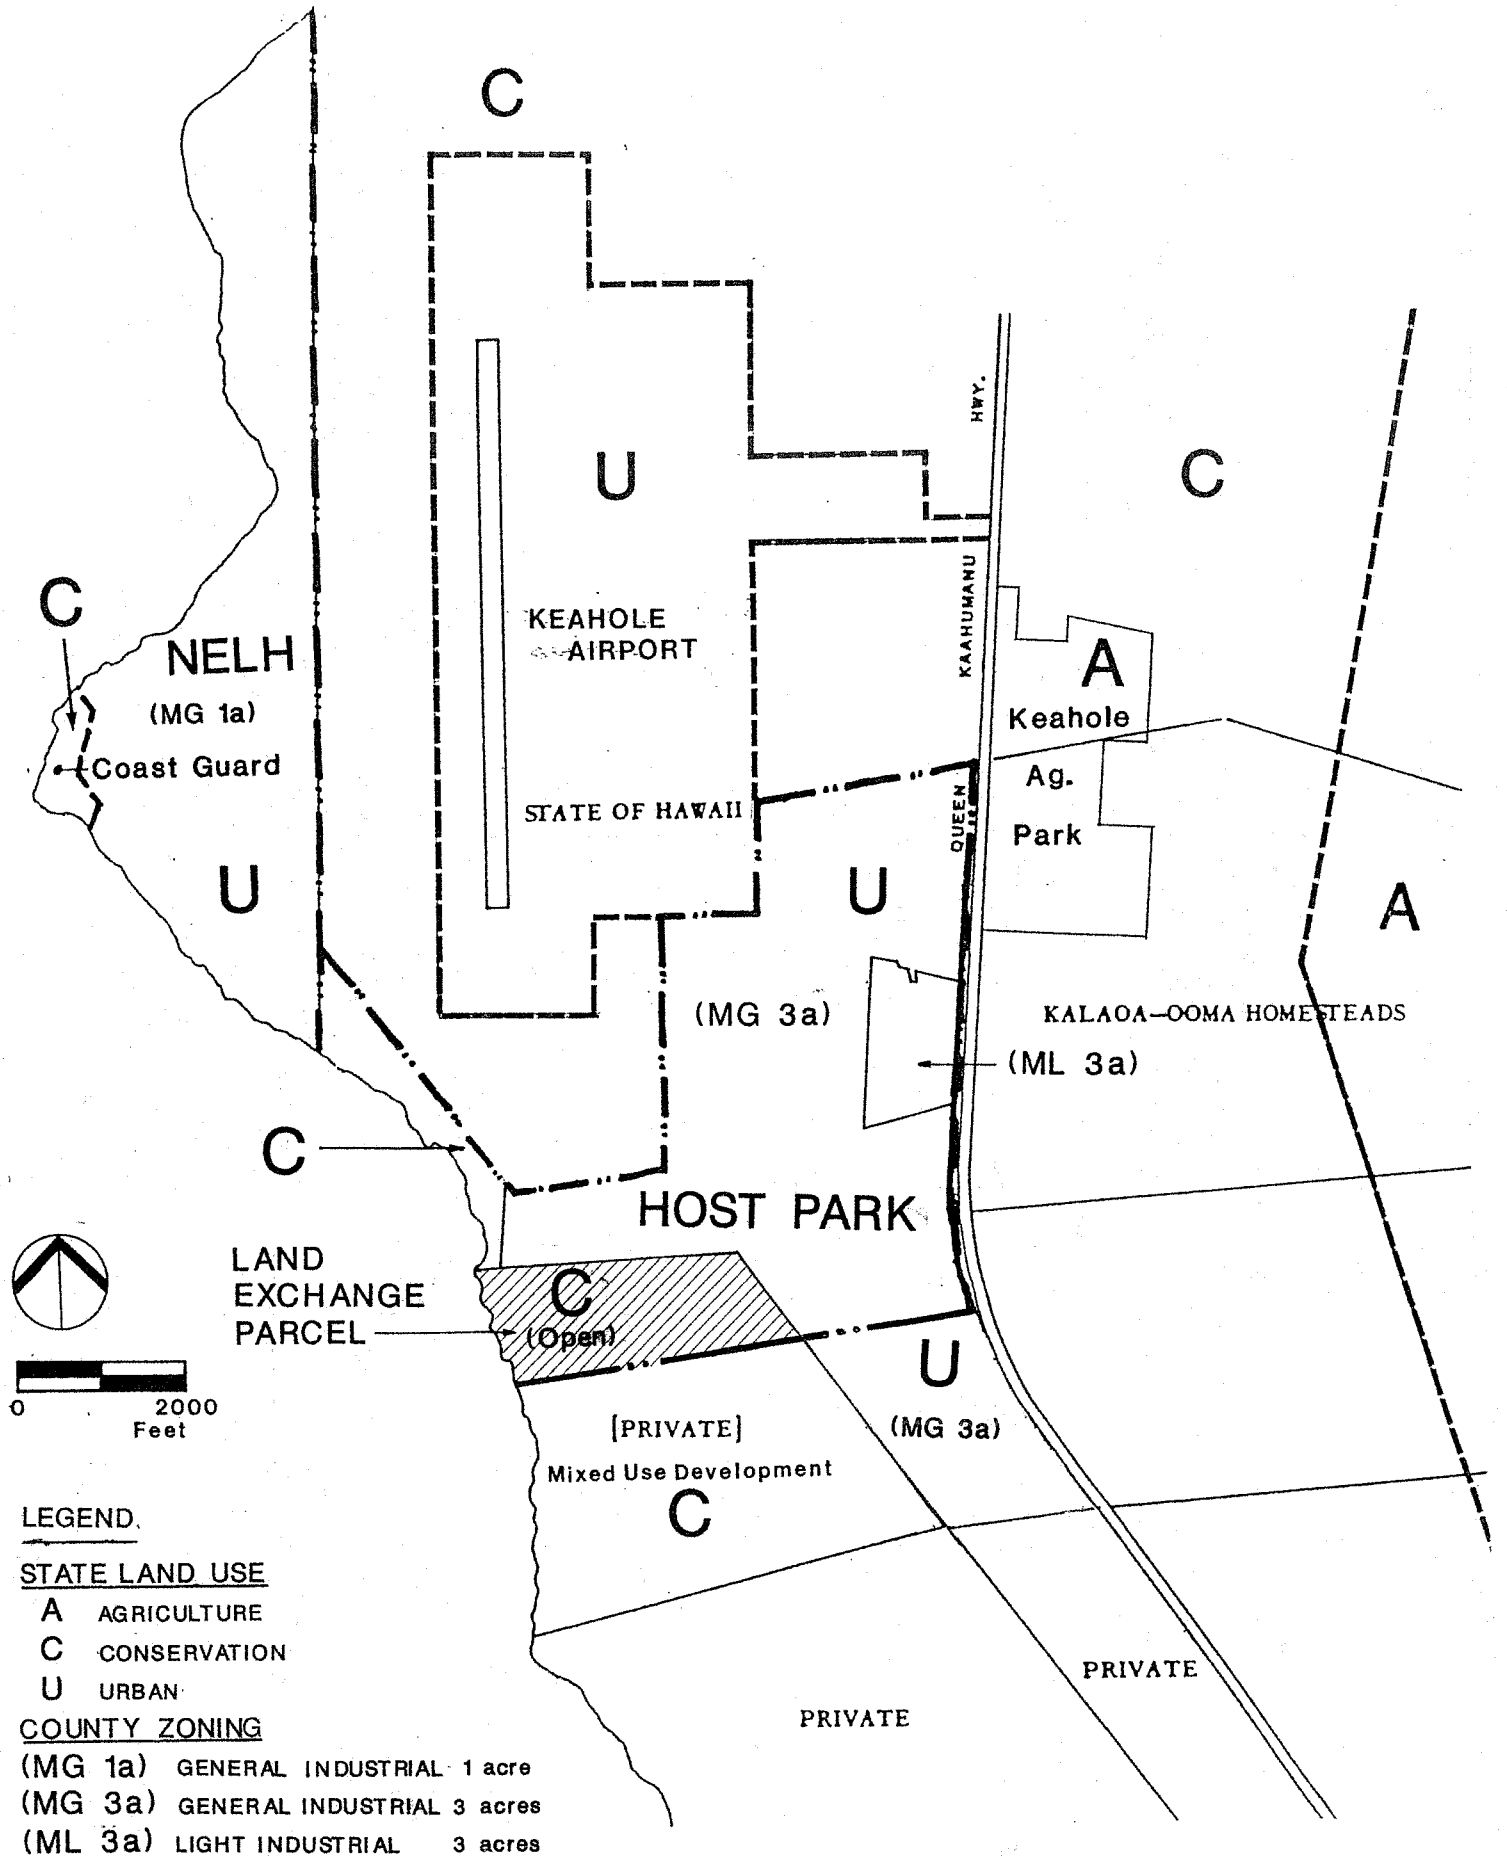 C
HWY.
C
U
KAAHUMANU
C
KEAHOLE
AIRPORT
NELH
A
(MG 1a)
Keahole
Coast Guard
Ag.
STATE OF HAWAII
QUEEN
Park
U
U
A
(MG 3a)
KALAOA-OOMA HOMESTEADS
(ML 3a)
C
HOST PARK
LAND
EXCHANGE
PARCEL
C
(Open)
U
0 2000
Feet
[PRIVATE]
(MG 3a)
Mixed Use Development
C
LEGEND
STATE LAND USE
A AGRICULTURE
C CONSERVATION
U URBAN
PRIVATE
PRIVATE
COUNTY ZONING
(MG 1a) GENERAL INDUSTRIAL 1 acre
(MG 3a) GENERAL INDUSTRIAL 3 acres
(ML 3a) LIGHT INDUSTRIAL 3 acres